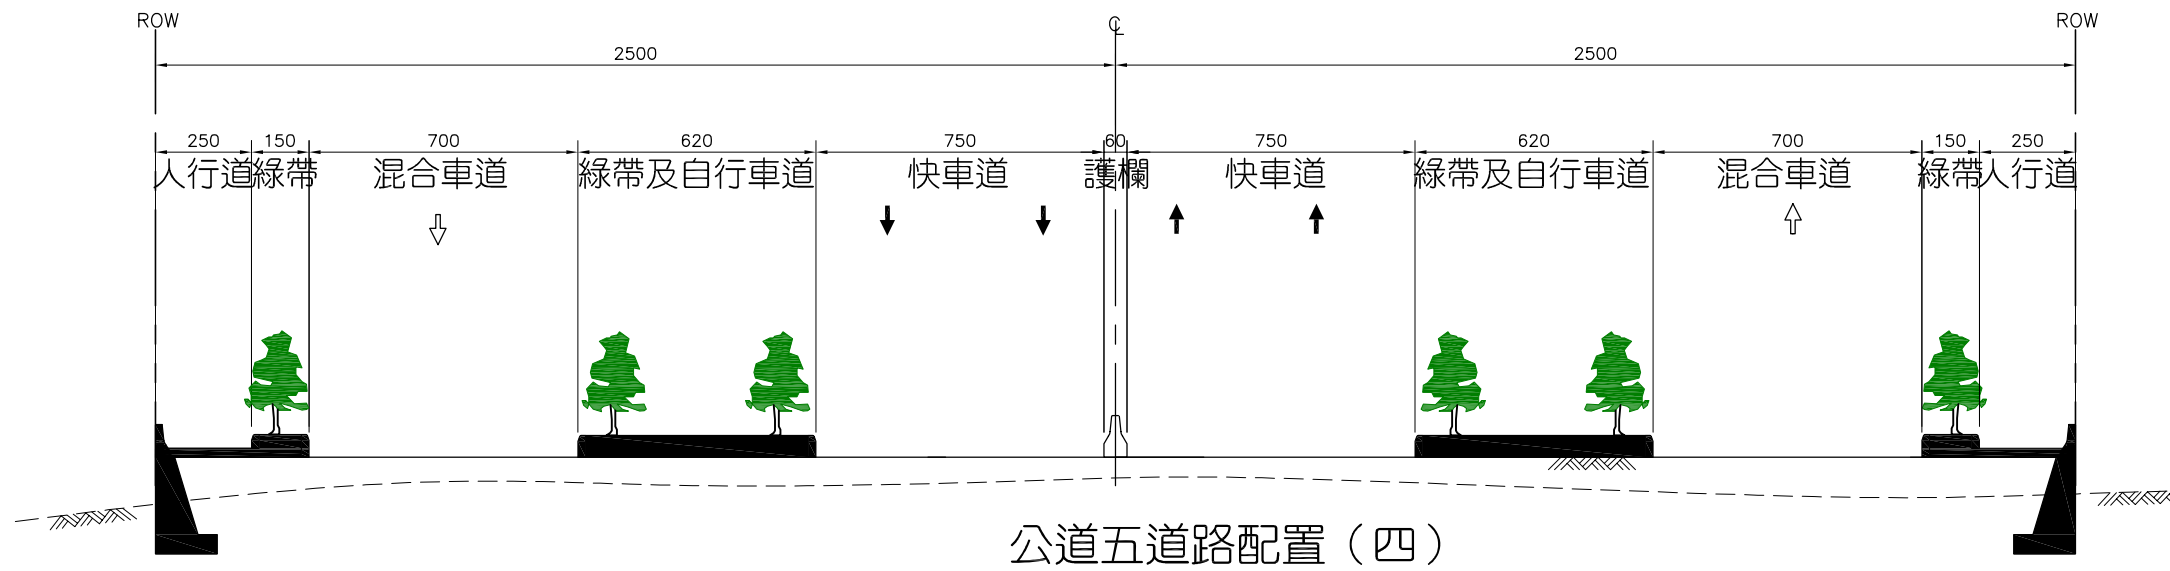 ROW ℄ ROW
2500 2500
250 150 700 620 750 60 750 620 700 150 250
人行道 綠帶 混合車道 綠帶及自行車道 快車道 護欄 快車道 綠帶及自行車道 混合車道 綠帶 人行道
公道五道路配置（四）